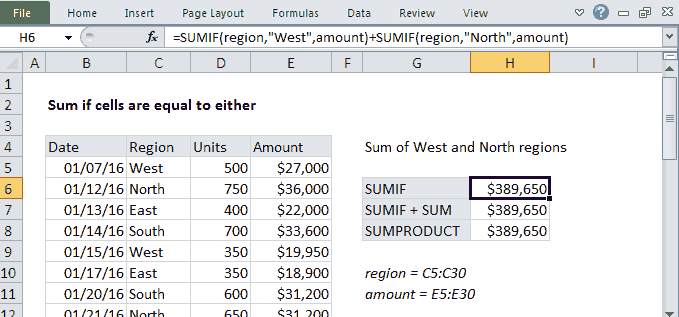 File Home Insert Page Layout Formulas Data Review View
H6 fx =SUMIF(region,"West",amount)+SUMIF(region,"North",amount)
A B C D E F G H I
1
2 Sum if cells are equal to either
3
4 Date Region Units Amount Sum of West and North regions
5 01/07/16 West 500 $27,000
6 01/12/16 North 750 $36,000 SUMIF $389,650
7 01/13/16 East 400 $22,000 SUMIF + SUM $389,650
8 01/14/16 South 700 $33,600 SUMPRODUCT $389,650
9 01/15/16 West 350 $19,950
10 01/17/16 East 350 $18,900 region = C5:C30
11 01/20/16 South 600 $31,200 amount = E5:E30
12 01/21/16 North 650 $31,200